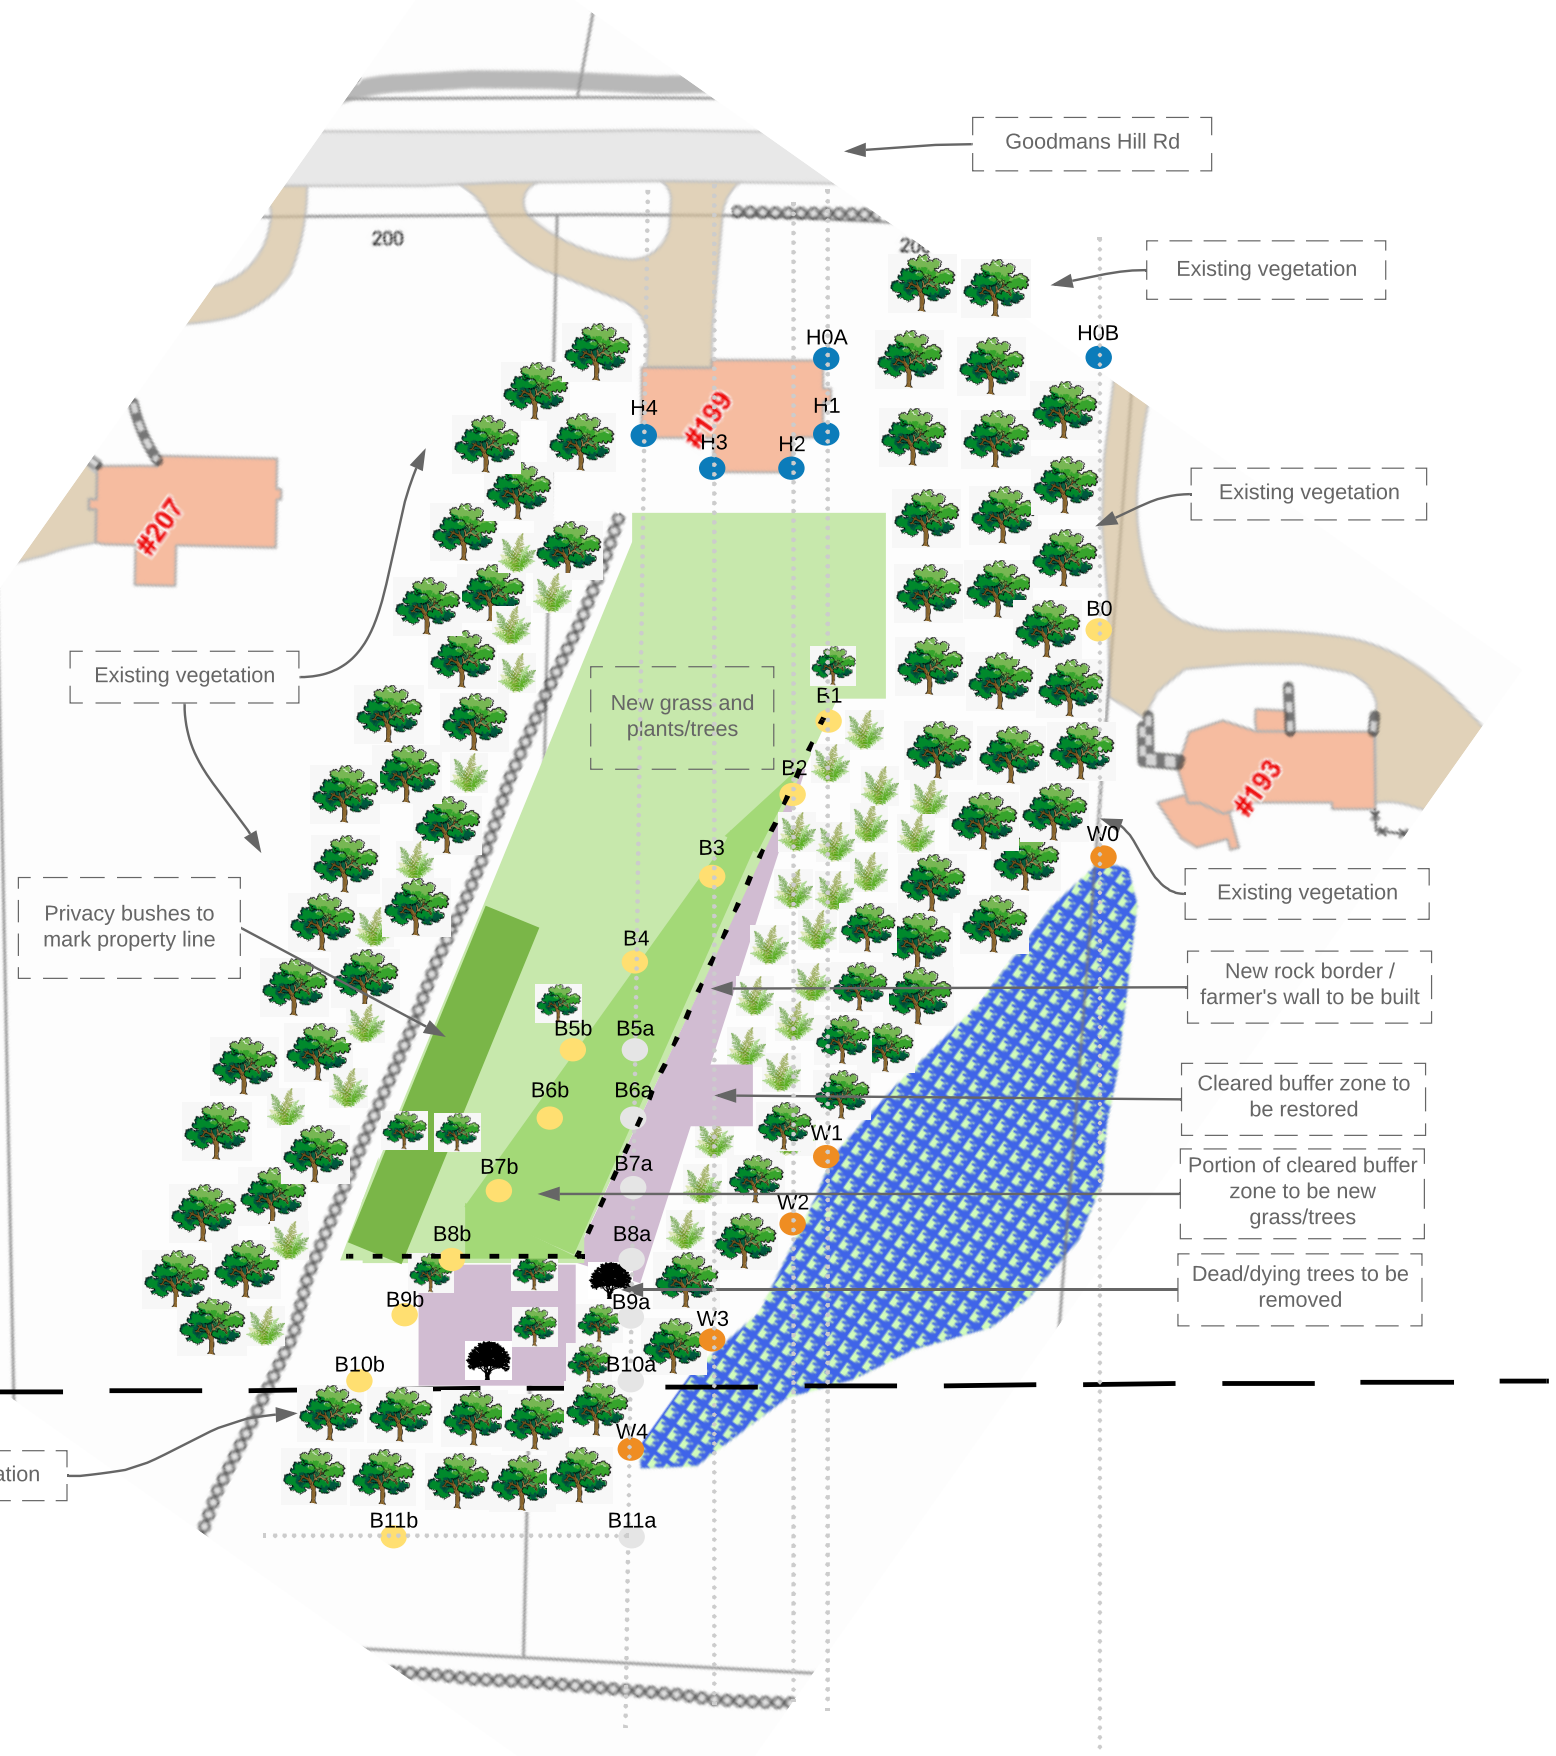 Goodmans Hill Rd
200
Existing vegetation
H0A
H0B
H4
#199
H1
H3
H2
Existing vegetation
#207
B0
Existing vegetation
New grass and
plants/trees
B1
B2
#193
W0
B3
Existing vegetation
Privacy bushes to
mark property line
B4
New rock border /
farmer's wall to be built
B5b
B5a
B6b
B6a
Cleared buffer zone to
be restored
W1
B7b
B7a
Portion of cleared buffer
zone to be new
grass/trees
W2
B8b
B8a
Dead/dying trees to be
removed
B9b
B9a
W3
B10b
B10a
W4
ation
B11b
B11a